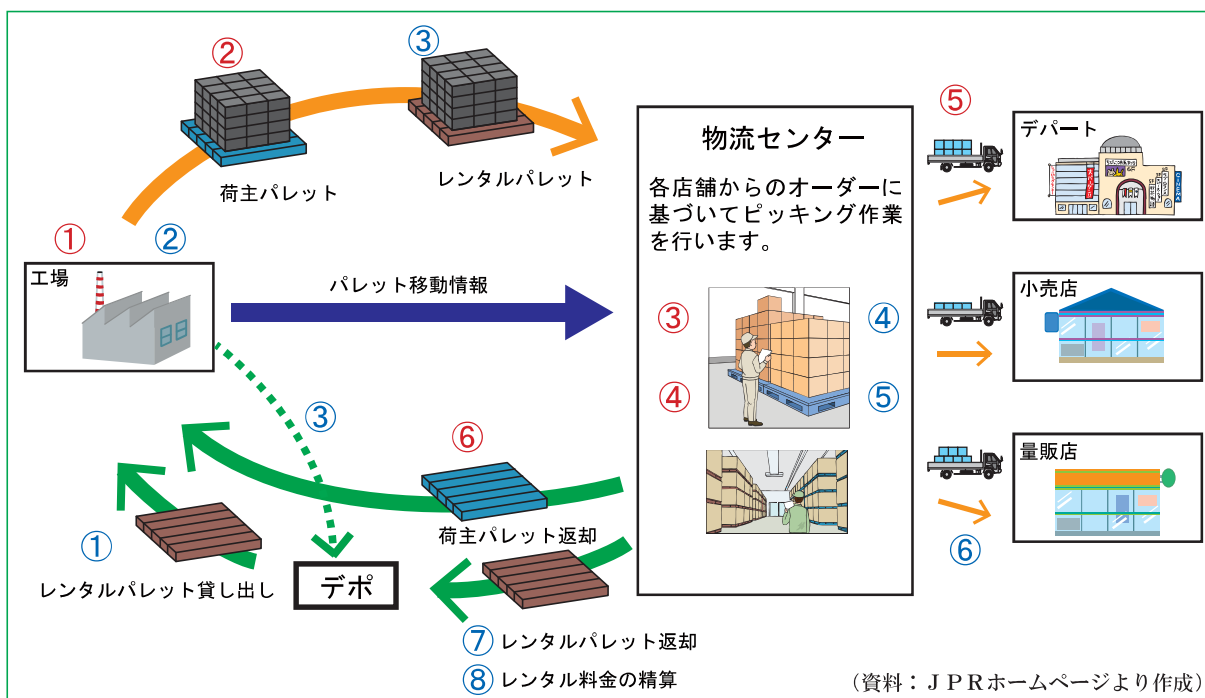 ②
③
荷主パレット
レンタルパレット
①
②
工場
パレット移動情報
③
⑥
荷主パレット返却
①
レンタルパレット貸し出し
デポ
⑦ レンタルパレット返却
⑧ レンタル料金の精算
物流センター
各店舗からのオーダーに
基づいてピッキング作業
を行います。
③
④
④
⑤
⑤
デパート
CINEMA
小売店
量販店
⑥
(資料：JPRホームページより作成)